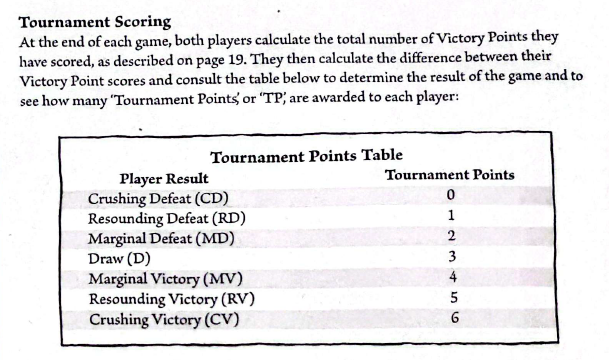 Tournament Scoring
At the end of each game, both players calculate the total number of Victory Points they
have scored, as described on page 19. They then calculate the difference between their
Victory Point scores and consult the table below to determine the result of the game and to
see how many ‘Tournament Points’, or ‘TP’, are awarded to each player:
Tournament Points Table
Player Result Tournament Points
Crushing Defeat (CD) 0
Resounding Defeat (RD) 1
Marginal Defeat (MD) 2
Draw (D) 3
Marginal Victory (MV) 4
Resounding Victory (RV) 5
Crushing Victory (CV) 6